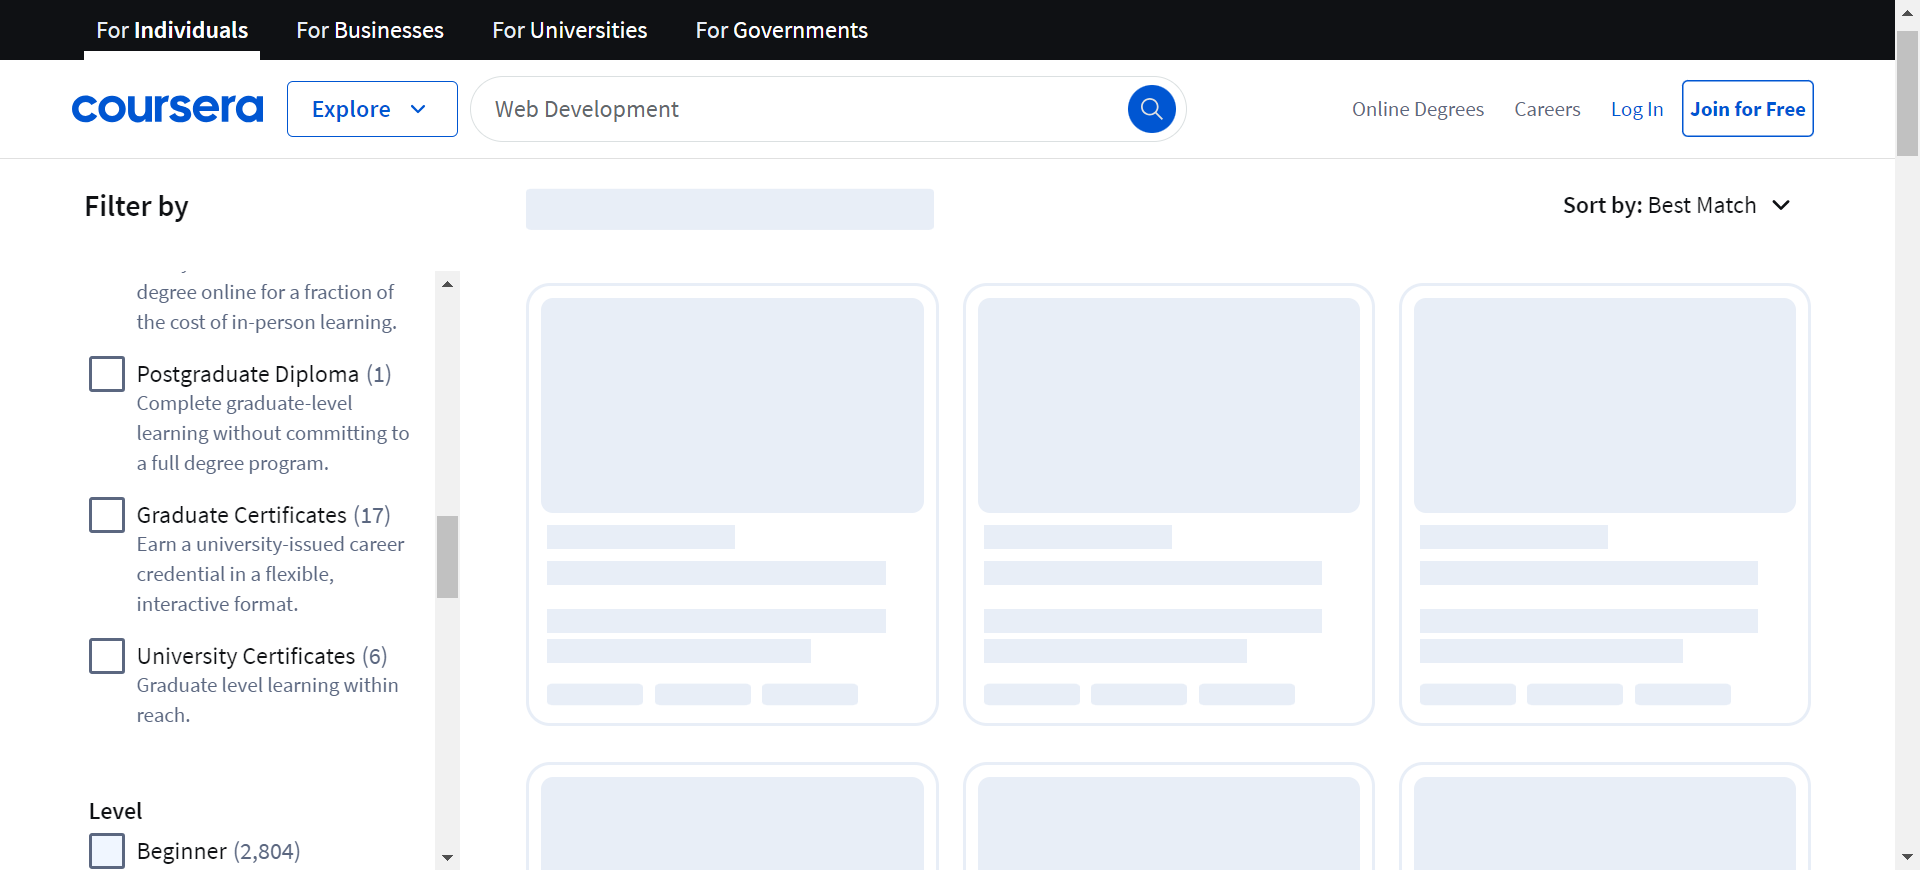 For Individuals
For Businesses
For Universities
For Governments
coursera
Explore
Web Development
Online Degrees
Careers
Log In
Join for Free
Filter by
Sort by: Best Match
degree online for a fraction of
the cost of in-person learning.
Postgraduate Diploma (1)
Complete graduate-level
learning without committing to
a full degree program.
Graduate Certificates (17)
Earn a university-issued career
credential in a flexible,
interactive format.
University Certificates (6)
Graduate level learning within
reach.
Level
Beginner (2,804)